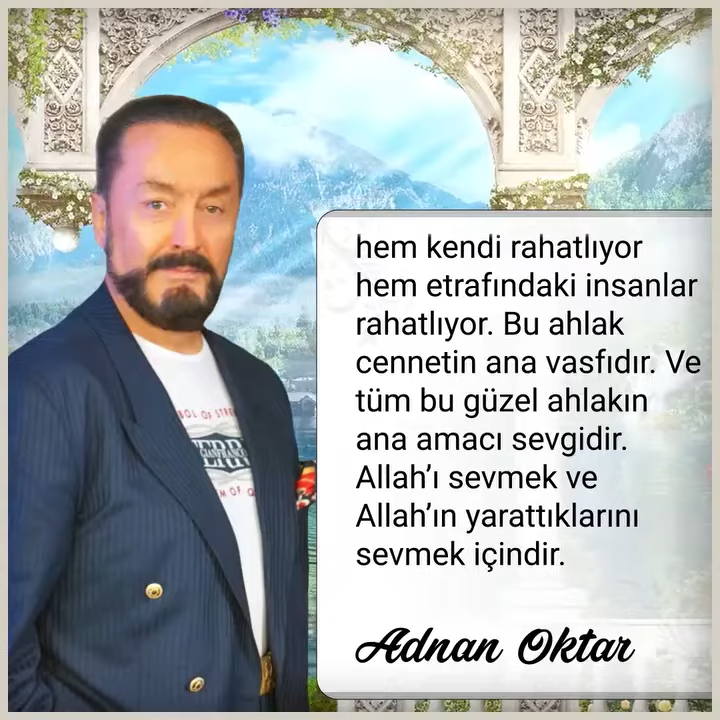 hem kendi rahatlıyor
hem etrafındaki insanlar
rahatlıyor. Bu ahlak
cennetin ana vasfıdır. Ve
tüm bu güzel ahlakın
ana amacı sevgidir.
Allah’ı sevmek ve
Allah’ın yarattıklarını
sevmek içindir.
Adnan Oktar
GIANFRANCO